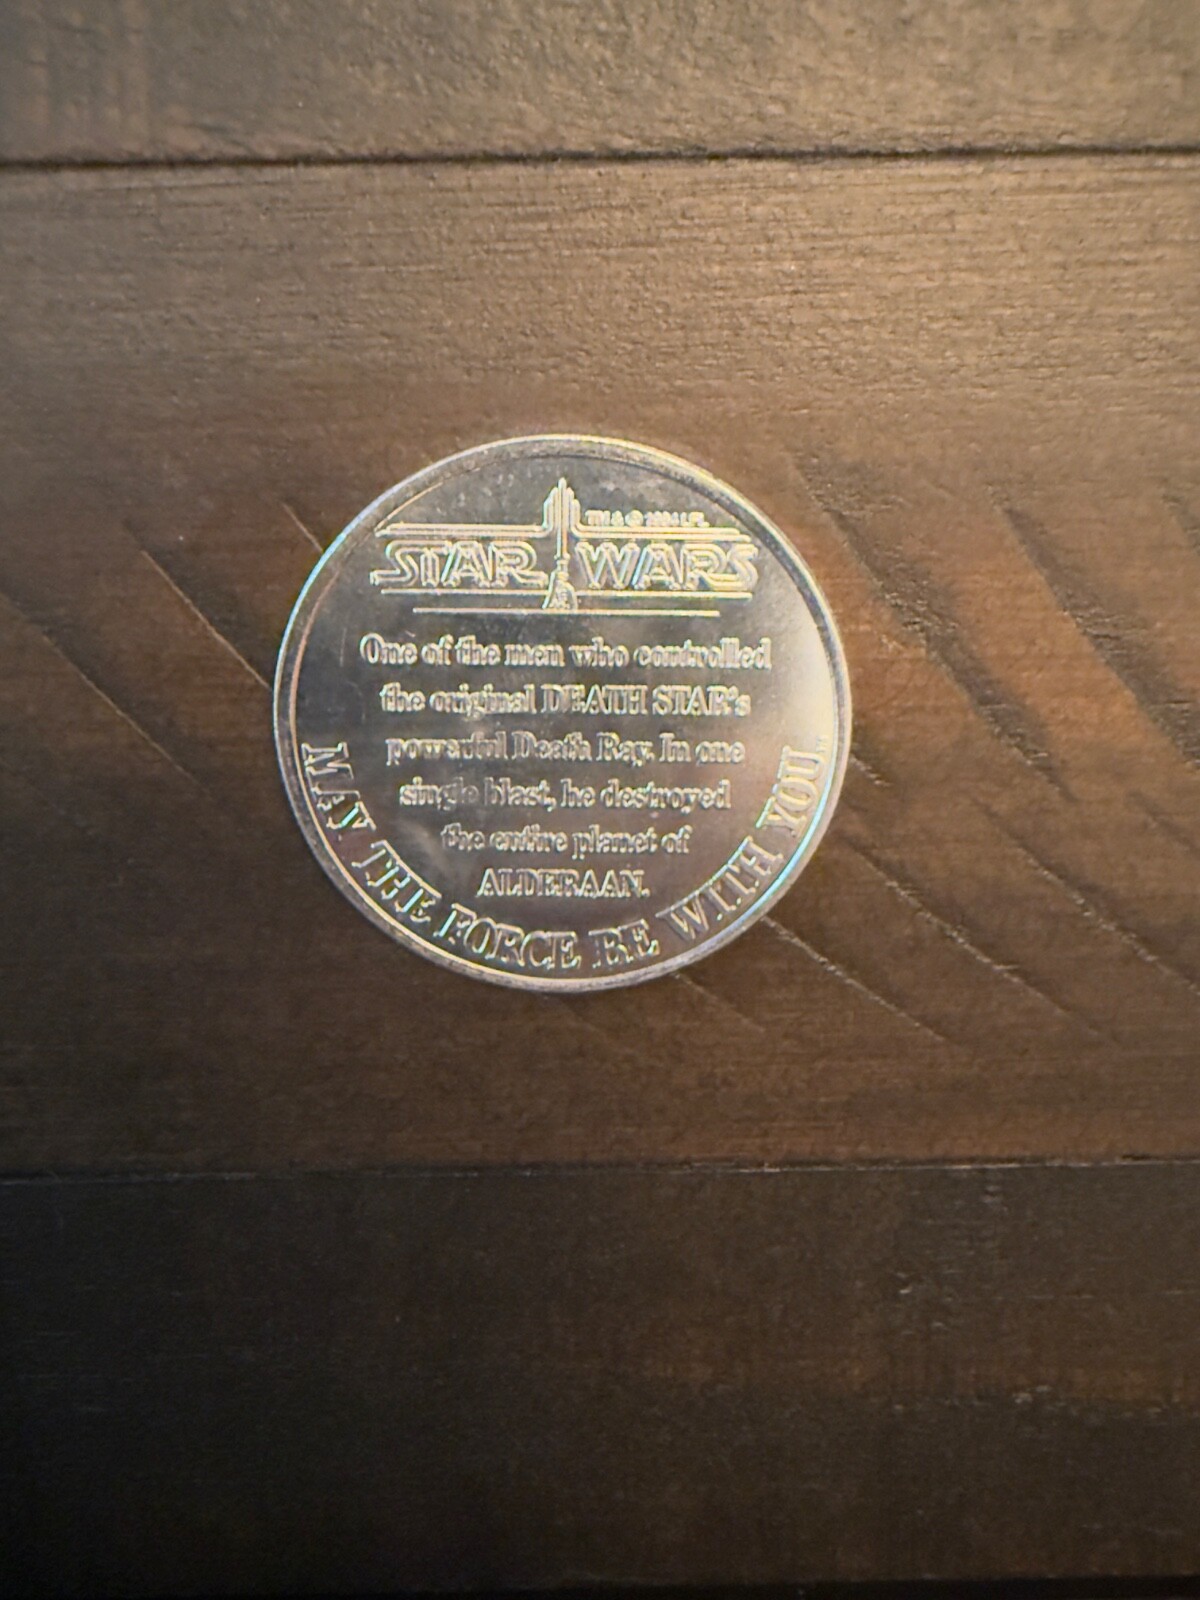 TM & ©
STAR WARS
One of the men who controlled
the original DEATH STAR's
powerful Death Ray. In one
single blast, he destroyed
the entire planet of
ALDERAAN.
MAY THE FORCE BE WITH YOU